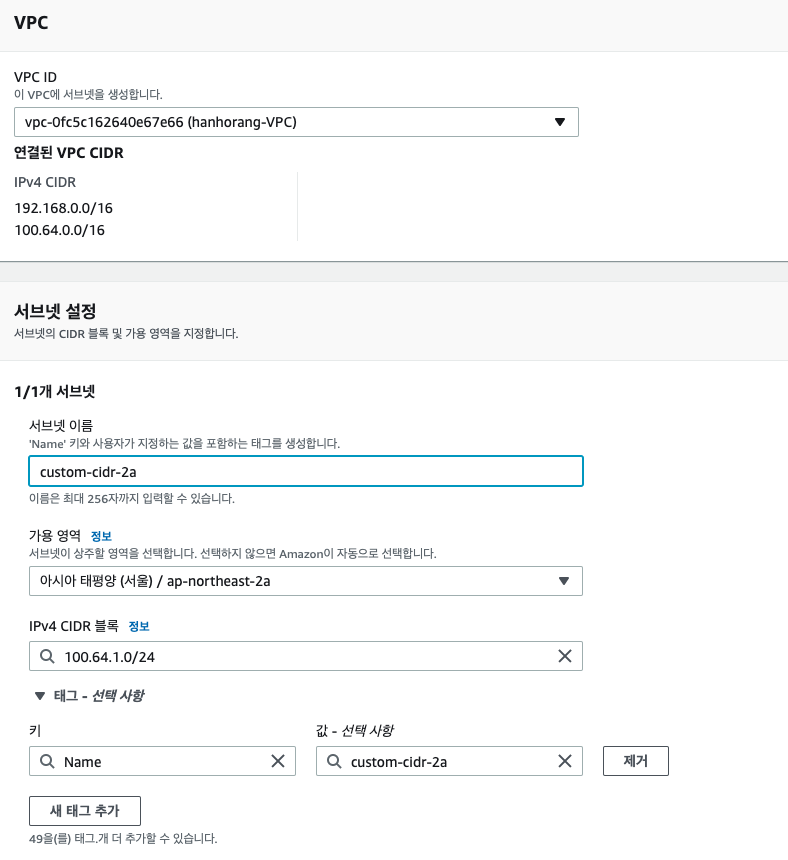 VPC
VPC ID
이 VPC에 서브넷을 생성합니다.
vpc-0fc5c162640e67e66 (hanhorang-VPC)
연결된 VPC CIDR
IPv4 CIDR
192.168.0.0/16
100.64.0.0/16
서브넷 설정
서브넷의 CIDR 블록 및 가용 영역을 지정합니다.
1/1개 서브넷
서브넷 이름
'Name' 키와 사용자가 지정하는 값을 포함하는 태그를 생성합니다.
custom-cidr-2a
이름은 최대 256자까지 입력할 수 있습니다.
가용 영역 정보
서브넷이 상주할 영역을 선택합니다. 선택하지 않으면 Amazon이 자동으로 선택합니다.
아시아 태평양 (서울) / ap-northeast-2a
IPv4 CIDR 블록 정보
100.64.1.0/24
태그 - 선택 사항
키 값 - 선택 사항
Name custom-cidr-2a 제거
새 태그 추가
49을(를) 태그.개 더 추가할 수 있습니다.